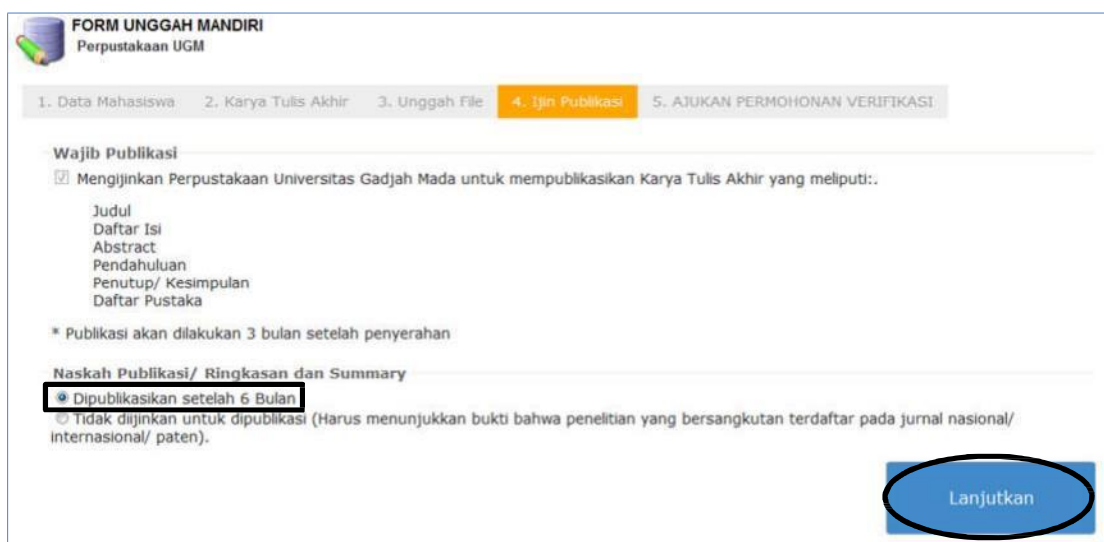 FORM UNGGAH MANDIRI
Perpustakaan UGM
1. Data Mahasiswa 2. Karya Tulis Akhir 3. Unggah File 4. Ijin Publikasi 5. AJUKAN PERMOHONAN VERIFIKASI
Wajib Publikasi
Mengijinkan Perpustakaan Universitas Gadjah Mada untuk mempublikasikan Karya Tulis Akhir yang meliputi:.
Judul
Daftar Isi
Abstract
Pendahuluan
Penutup/ Kesimpulan
Daftar Pustaka
* Publikasi akan dilakukan 3 bulan setelah penyerahan
Naskah Publikasi/ Ringkasan dan Summary
Dipublikasikan setelah 6 Bulan
Tidak diijinkan untuk dipublikasi (Harus menunjukkan bukti bahwa penelitian yang bersangkutan terdaftar pada jurnal nasional/
internasional/ paten).
Lanjutkan